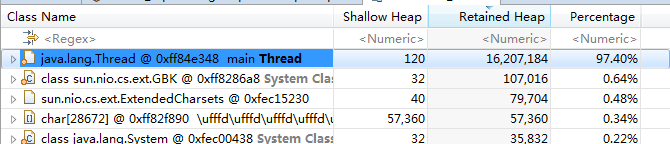 Class Name Shallow Heap Retained Heap Percentage
<Regex> <Numeric> <Numeric> <Numeric>
java.lang.Thread @ 0xff84e348 main Thread 120 16,207,184 97.40%
class sun.nio.cs.ext.GBK @ 0xff8286a8 System Class 32 107,016 0.64%
sun.nio.cs.ext.ExtendedCharsets @ 0xfec15230 40 79,704 0.48%
char[28672] @ 0xff82f890 \ufffd\ufffd\ufffd\ufffd\u 57,360 57,360 0.34%
class java.lang.System @ 0xfec00438 System Class 32 35,832 0.22%